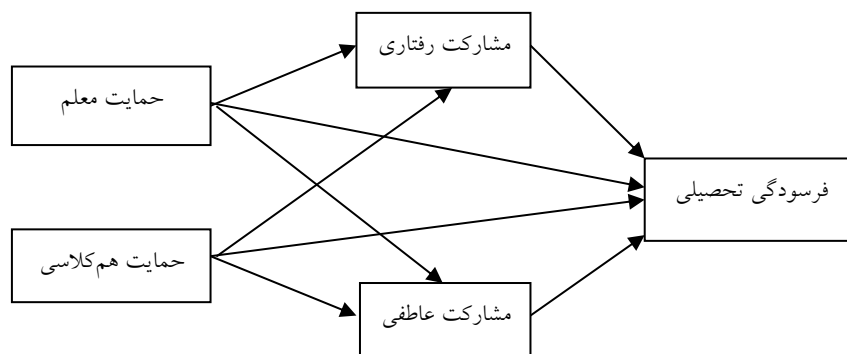 مشارکت رفتاری
حمایت معلم
فرسودگی تحصیلی
حمایت هم‌کلاسی
مشارکت عاطفی